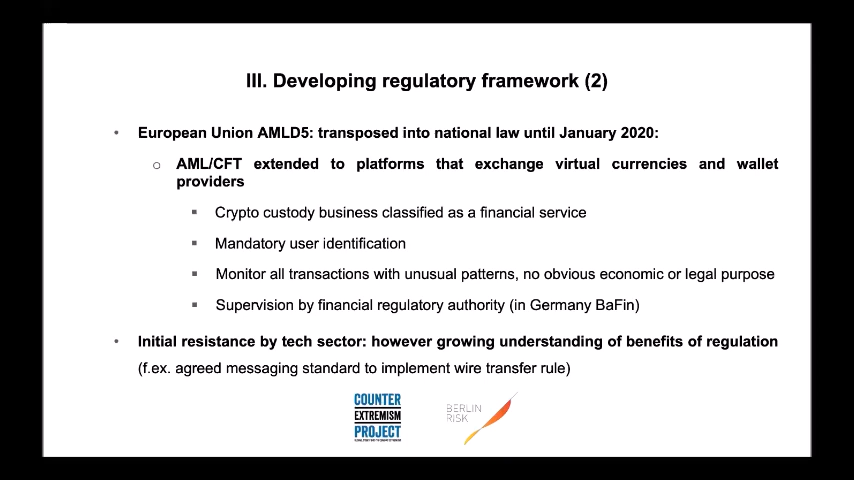 III. Developing regulatory framework (2)
• European Union AMLD5: transposed into national law until January 2020:
o AML/CFT extended to platforms that exchange virtual currencies and wallet
providers
▪ Crypto custody business classified as a financial service
▪ Mandatory user identification
▪ Monitor all transactions with unusual patterns, no obvious economic or legal purpose
▪ Supervision by financial regulatory authority (in Germany BaFin)
• Initial resistance by tech sector: however growing understanding of benefits of regulation
(f.ex. agreed messaging standard to implement wire transfer rule)
COUNTER
EXTREMISM
PROJECT
BERLIN
RISK